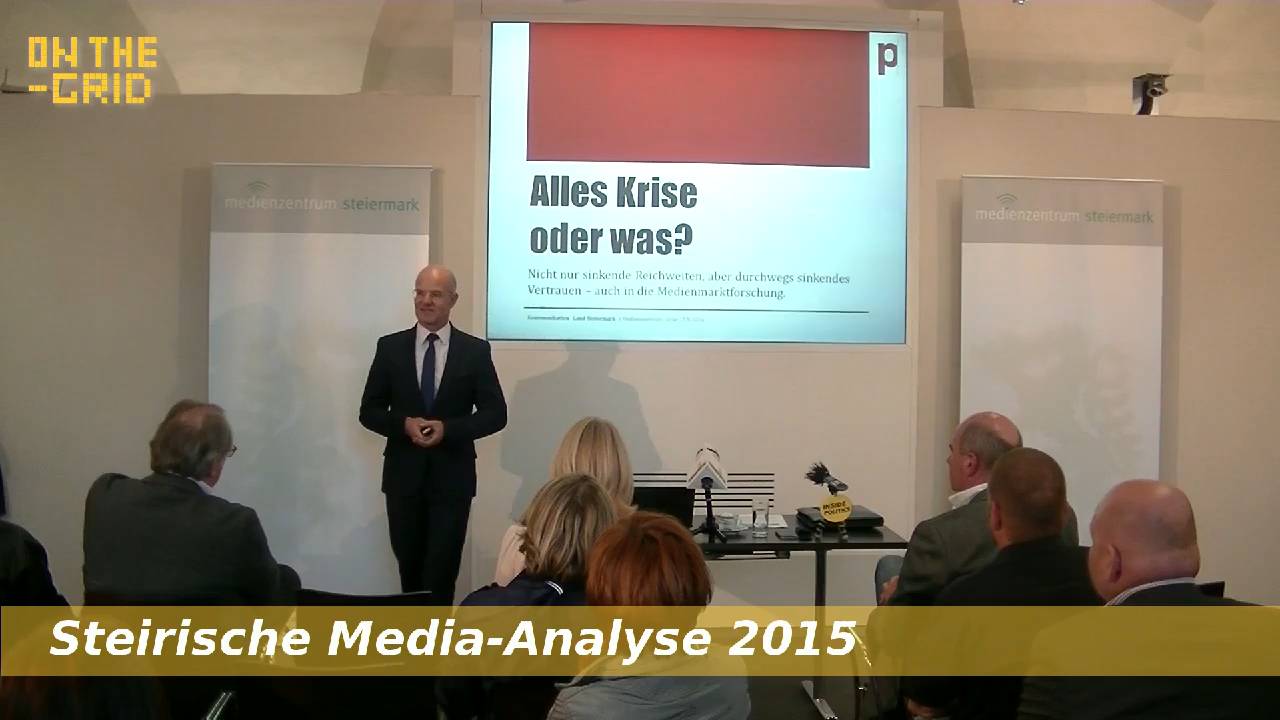 ON THE
-GRID
p
medienzentrum steiermark
medienzentrum steiermark
Alles Krise
oder was?
Nicht nur sinkende Reichweiten, aber durchwegs sinkendes
Vertrauen – auch in die Medienmarktforschung.
INSIDE
POLITICS
Steirische Media-Analyse 2015